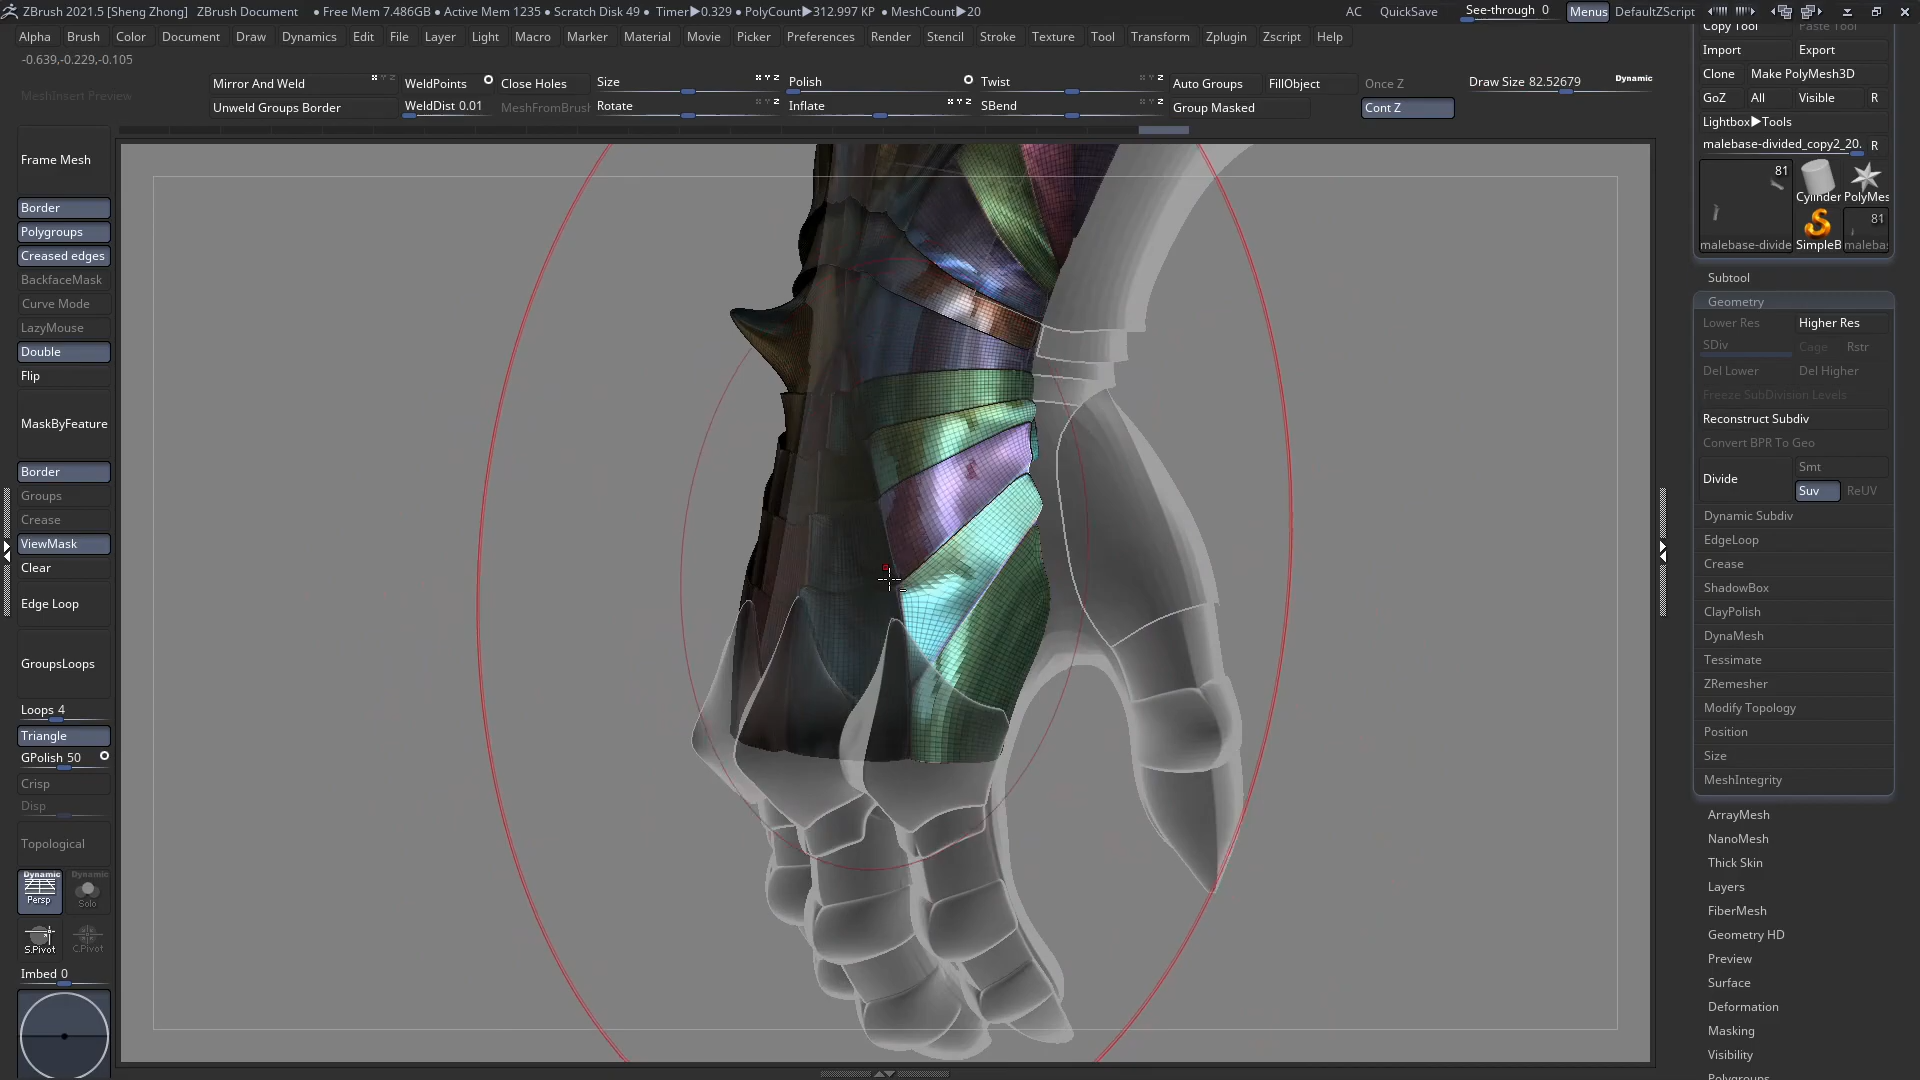 ZBrush 2021.5 [Sheng Zhong] ZBrush Document • Free Mem 7.486GB • Active Mem 1235 • Scratch Disk 49 • Timer▶0.329 • PolyCount▶312.997 KP • MeshCount▶20 AC QuickSave See-through 0 Menus DefaultZScript
Alpha Brush Color Document Draw Dynamics Edit File Layer Light Macro Marker Material Movie Picker Preferences Render Stencil Stroke Texture Tool Transform Zplugin Zscript Help
-0.639,-0.229,-0.105
MeshInsert Preview
Mirror And Weld WeldPoints Close Holes Size Polish Twist Auto Groups FillObject Once Z Draw Size 82.52679 Dynamic
Unweld Groups Border WeldDist 0.01 MeshFromBrush Rotate Inflate SBend Group Masked Cont Z
Frame Mesh
Border
Polygroups
Creased edges
BackfaceMask
Curve Mode
LazyMouse
Double
Flip
MaskByFeature
Border
Groups
Crease
ViewMask
Clear
Edge Loop
GroupsLoops
Loops 4
Triangle
GPolish 50
Crisp
Disp
Topological
Dynamic Dynamic
Persp Solo
S.Pivot C.Pivot
Imbed 0
Copy Tool Paste Tool
Import Export
Clone Make PolyMesh3D
GoZ All Visible R
Lightbox▶Tools
malebase-divided_copy2_20. R
81
Cylinder PolyMes
81
malebase-divide SimpleB maleba
Subtool
Geometry
Lower Res Higher Res
SDiv Cage Rstr
Del Lower Del Higher
Freeze SubDivision Levels
Reconstruct Subdiv
Convert BPR To Geo
Divide Smt
Suv ReUV
Dynamic Subdiv
EdgeLoop
Crease
ShadowBox
ClayPolish
DynaMesh
Tessimate
ZRemesher
Modify Topology
Position
Size
MeshIntegrity
ArrayMesh
NanoMesh
Thick Skin
Layers
FiberMesh
Geometry HD
Preview
Surface
Deformation
Masking
Visibility
Polygroups